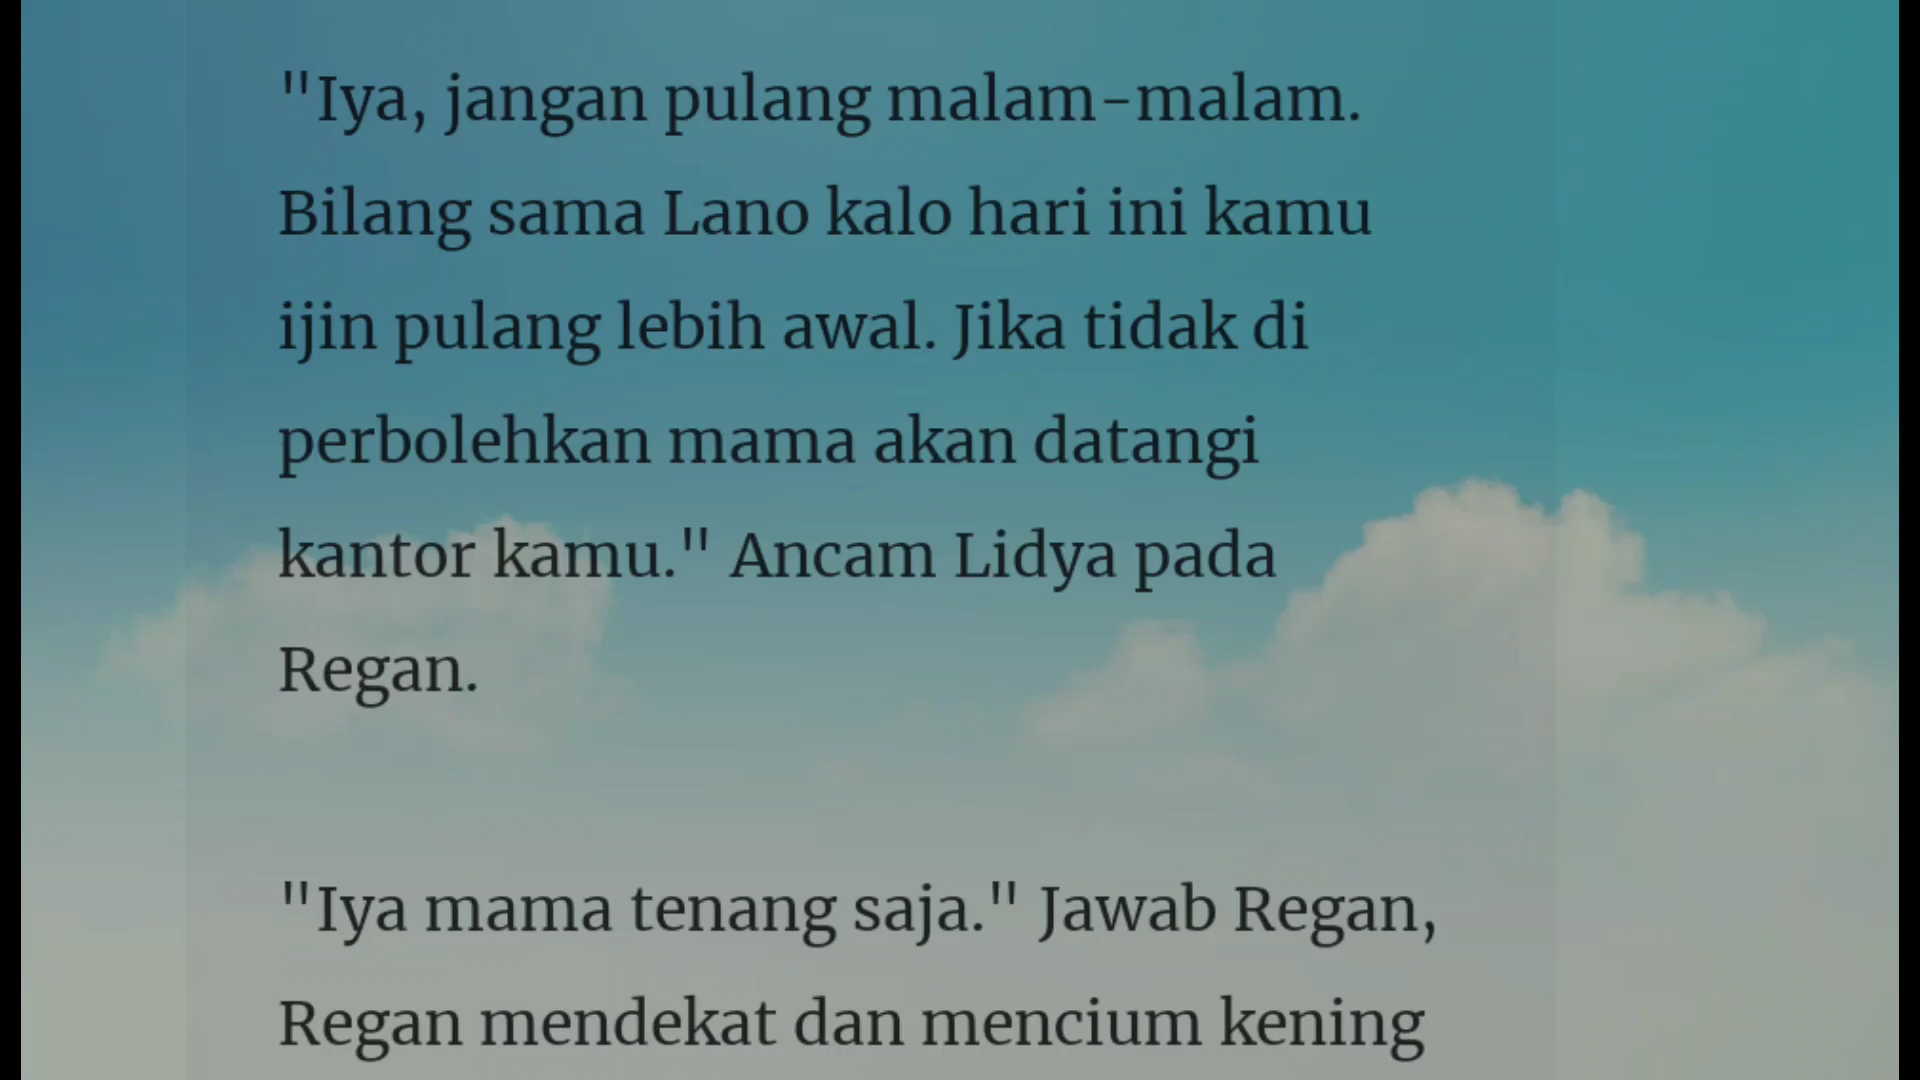 "Iya, jangan pulang malam-malam.
Bilang sama Lano kalo hari ini kamu
ijin pulang lebih awal. Jika tidak di
perbolehkan mama akan datangi
kantor kamu." Ancam Lidya pada
Regan.
"Iya mama tenang saja." Jawab Regan,
Regan mendekat dan mencium kening